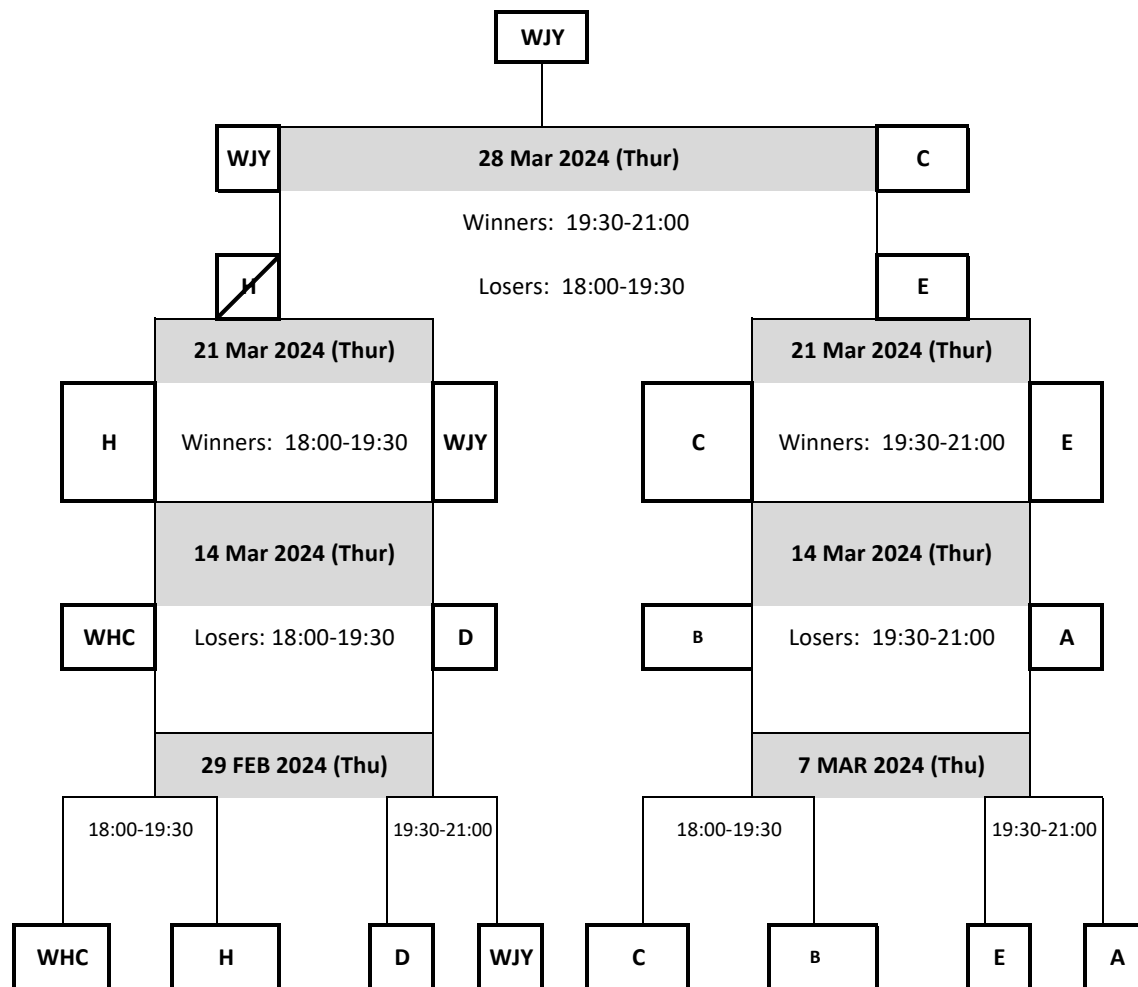 WJY
WJY 28 Mar 2024 (Thur) C
Winners: 19:30-21:00
H Losers: 18:00-19:30 E
21 Mar 2024 (Thur) 21 Mar 2024 (Thur)
H Winners: 18:00-19:30 WJY C Winners: 19:30-21:00 E
14 Mar 2024 (Thur) 14 Mar 2024 (Thur)
WHC Losers: 18:00-19:30 D B Losers: 19:30-21:00 A
29 FEB 2024 (Thu) 7 MAR 2024 (Thu)
18:00-19:30 19:30-21:00 18:00-19:30 19:30-21:00
WHC H D WJY C B E A